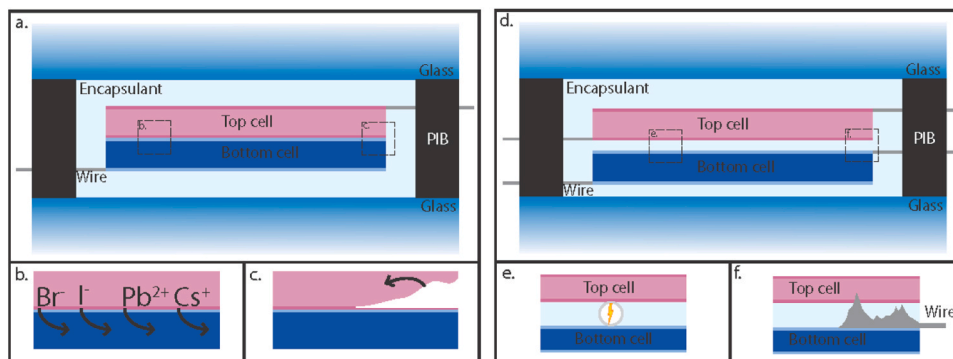 a.
Glass
Encapsulant
b.
Top cell
c.
PIB
Bottom cell
Wire
Glass
b.
Br- I- Pb2+ Cs+
c.
d.
Glass
Encapsulant
Top cell
e.
f.
PIB
Bottom cell
Wire
Glass
e.
Top cell
Bottom cell
f.
Top cell
Wire
Bottom cell